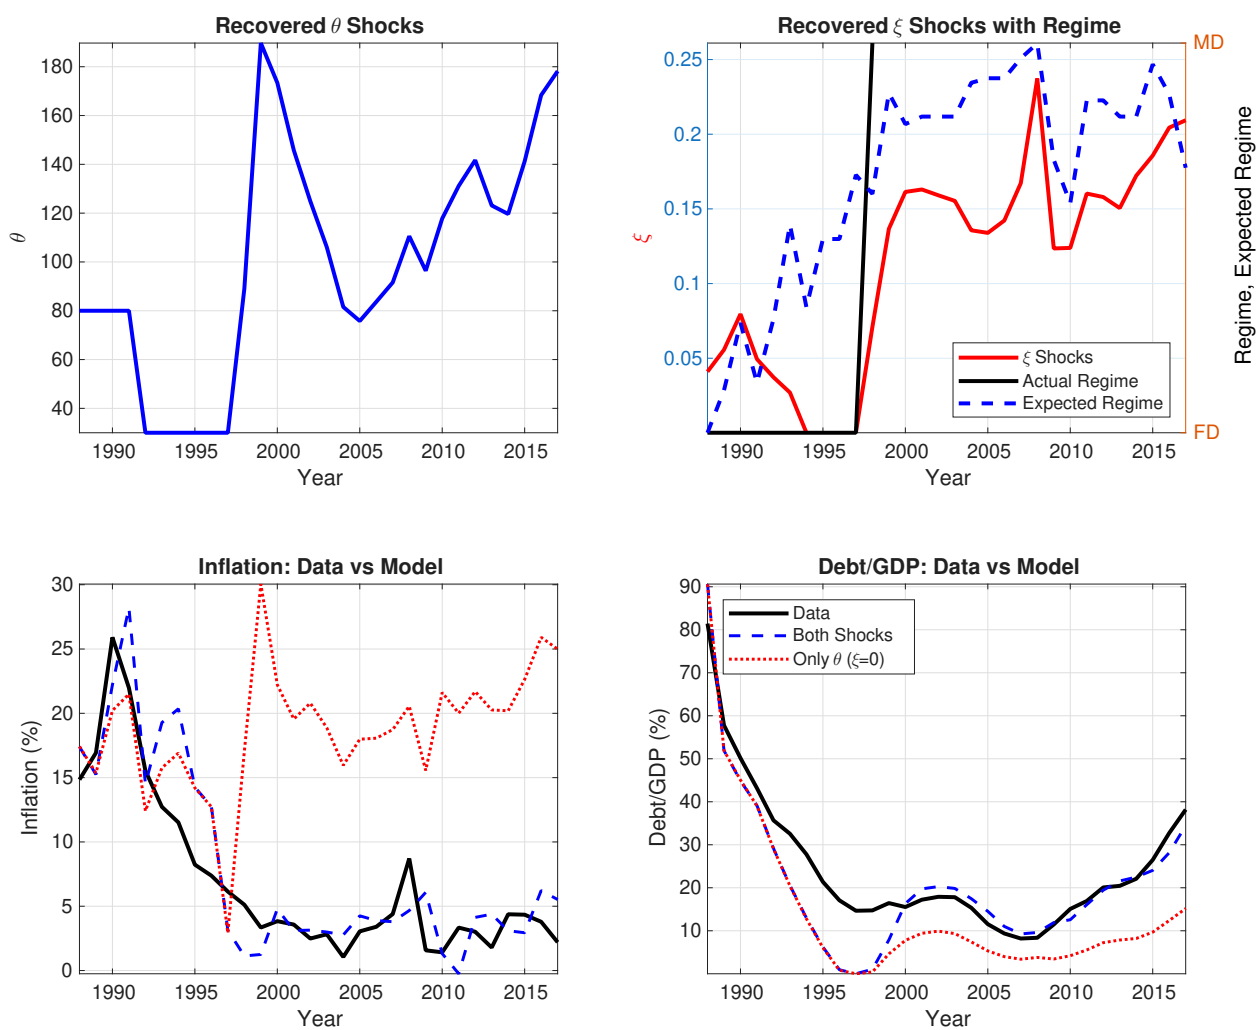 Recovered θ Shocks
180
160
140
120
100
80
60
40
θ
1990 1995 2000 2005 2010 2015
Year
Recovered ξ Shocks with Regime
0.25
0.2
0.15
0.1
0.05
ξ
MD
FD
Regime, Expected Regime
ξ Shocks
Actual Regime
Expected Regime
1990 1995 2000 2005 2010 2015
Year
Inflation: Data vs Model
30
25
20
15
10
5
0
Inflation (%)
1990 1995 2000 2005 2010 2015
Year
Debt/GDP: Data vs Model
90
80
70
60
50
40
30
20
10
Debt/GDP (%)
Data
Both Shocks
Only θ (ξ=0)
1990 1995 2000 2005 2010 2015
Year